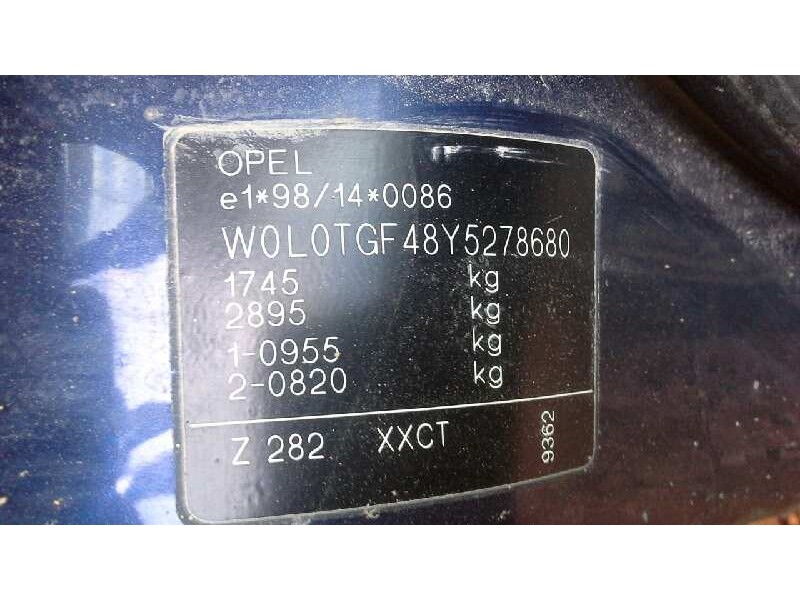 OPEL
e1*98/14*0086
W0L0TGF48Y5278680
1745 kg
2895 kg
1-0955 kg
2-0820 kg
Z 282 XXCT 9362